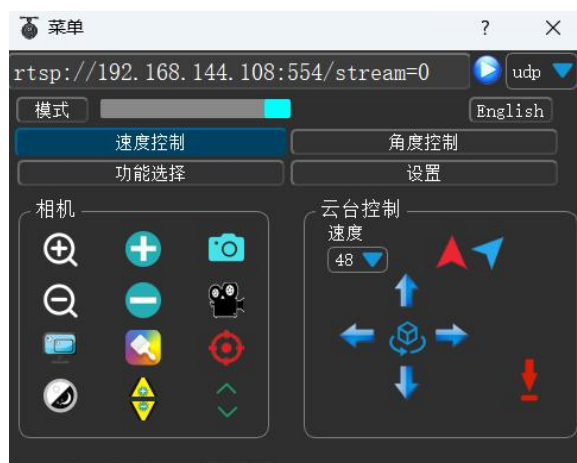 菜单
rtsp://192.168.144.108:554/stream=0
udp
模式
English
速度控制
角度控制
功能选择
设置
相机
云台控制
速度
48